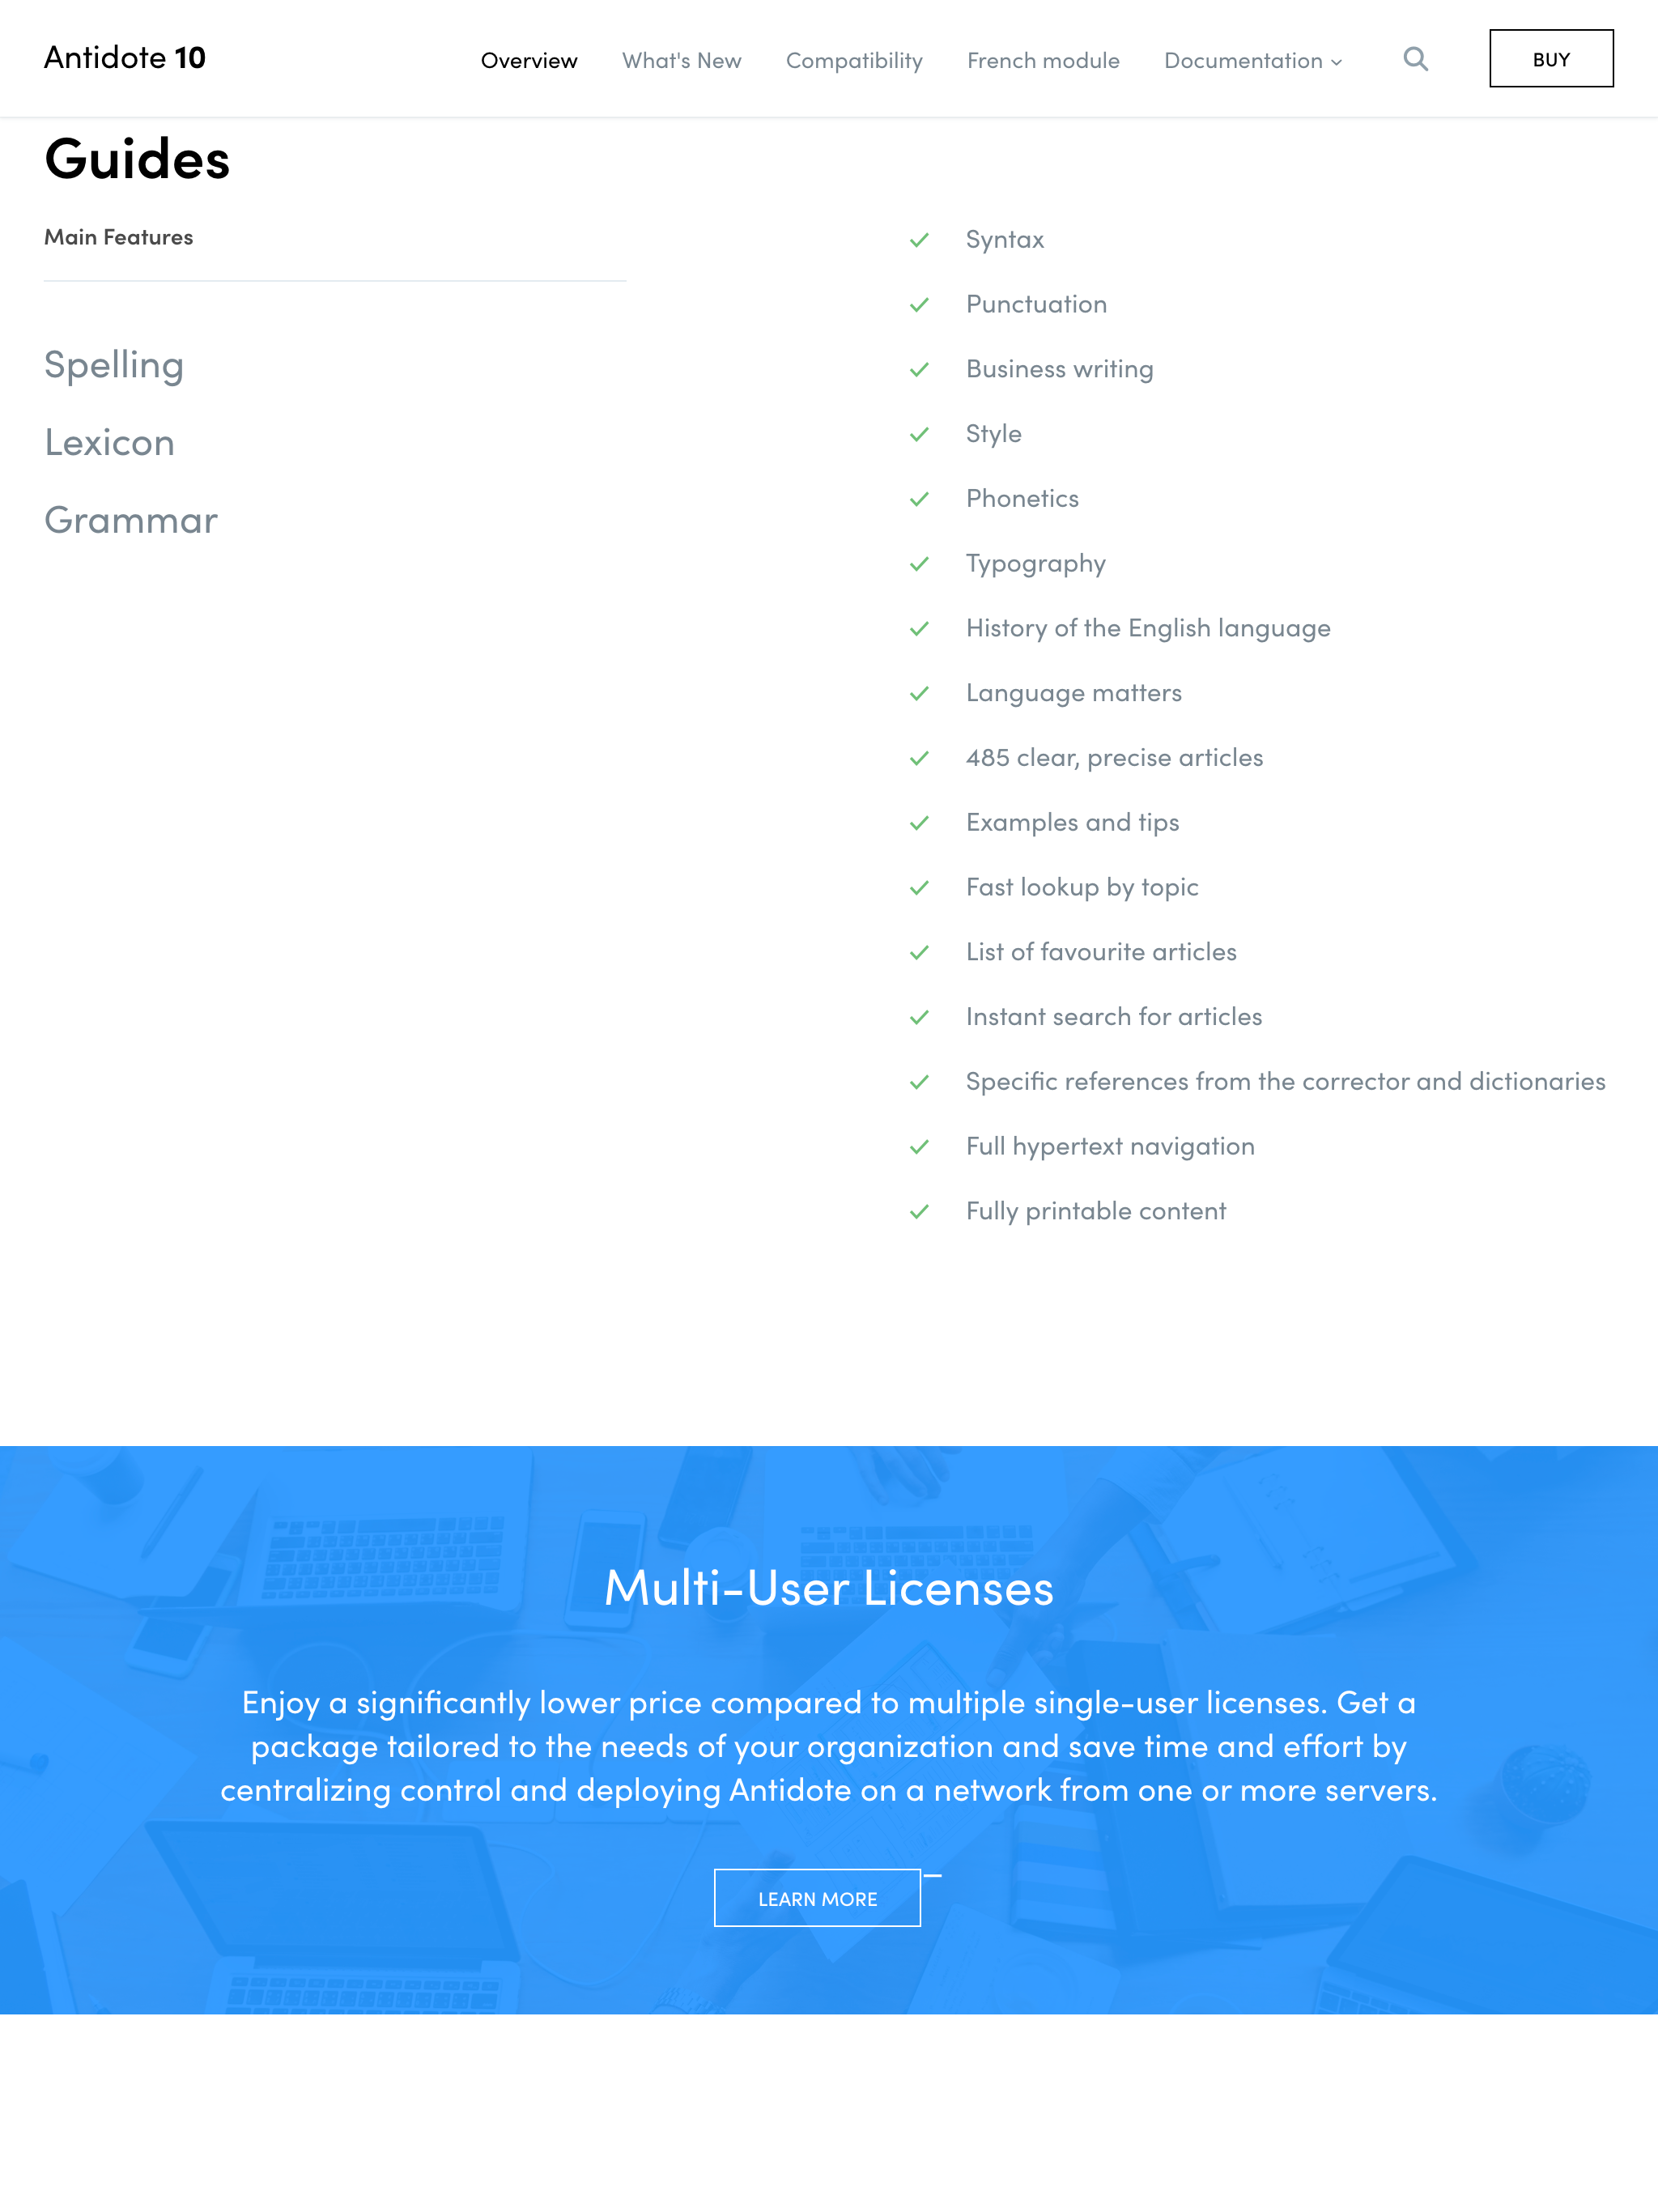 Antidote 10
Overview
What's New
Compatibility
French module
Documentation
BUY
Guides
Main Features
Spelling
Lexicon
Grammar
Syntax
Punctuation
Business writing
Style
Phonetics
Typography
History of the English language
Language matters
485 clear, precise articles
Examples and tips
Fast lookup by topic
List of favourite articles
Instant search for articles
Specific references from the corrector and dictionaries
Full hypertext navigation
Fully printable content
Multi-User Licenses
Enjoy a significantly lower price compared to multiple single-user licenses. Get a
package tailored to the needs of your organization and save time and effort by
centralizing control and deploying Antidote on a network from one or more servers.
LEARN MORE